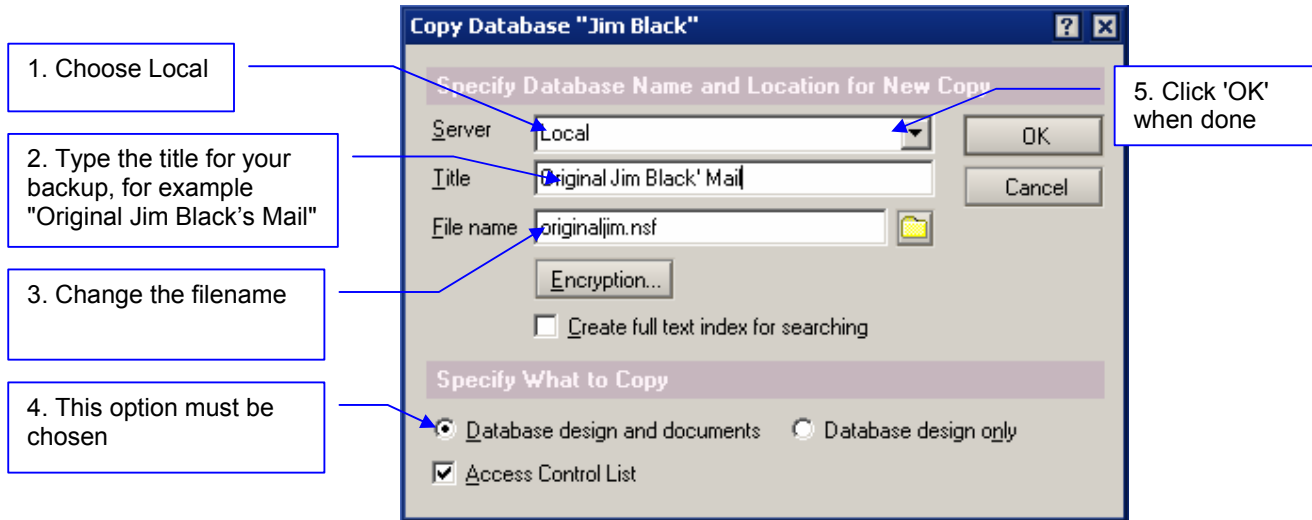 Copy Database "Jim Black"
1. Choose Local
Specify Database Name and Location for New Copy
5. Click 'OK'
when done
Server
Local
OK
2. Type the title for your
backup, for example
"Original Jim Black’s Mail"
Title
Original Jim Black' Mail
Cancel
File name
originaljim.nsf
3. Change the filename
Encryption...
Create full text index for searching
Specify What to Copy
4. This option must be
chosen
Database design and documents
Database design only
Access Control List